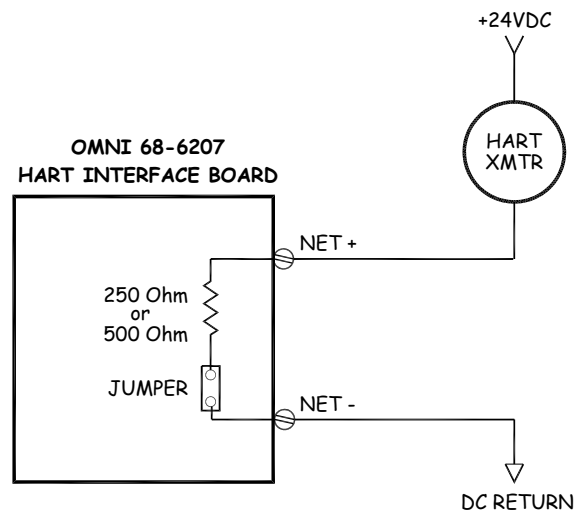 +24VDC
HART
XMTR
OMNI 68-6207
HART INTERFACE BOARD
NET +
250 Ohm
or
500 Ohm
JUMPER
NET -
DC RETURN